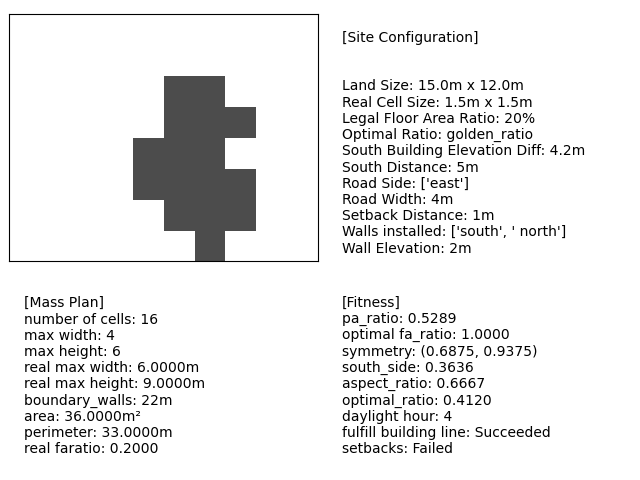 [Site Configuration]
Land Size: 15.0m x 12.0m
Real Cell Size: 1.5m x 1.5m
Legal Floor Area Ratio: 20%
Optimal Ratio: golden_ratio
South Building Elevation Diff: 4.2m
South Distance: 5m
Road Side: ['east']
Road Width: 4m
Setback Distance: 1m
Walls installed: ['south', ' north']
Wall Elevation: 2m
[Mass Plan]
number of cells: 16
max width: 4
max height: 6
real max width: 6.0000m
real max height: 9.0000m
boundary_walls: 22m
area: 36.0000m²
perimeter: 33.0000m
real faratio: 0.2000
[Fitness]
pa_ratio: 0.5289
optimal fa_ratio: 1.0000
symmetry: (0.6875, 0.9375)
south_side: 0.3636
aspect_ratio: 0.6667
optimal_ratio: 0.4120
daylight hour: 4
fulfill building line: Succeeded
setbacks: Failed